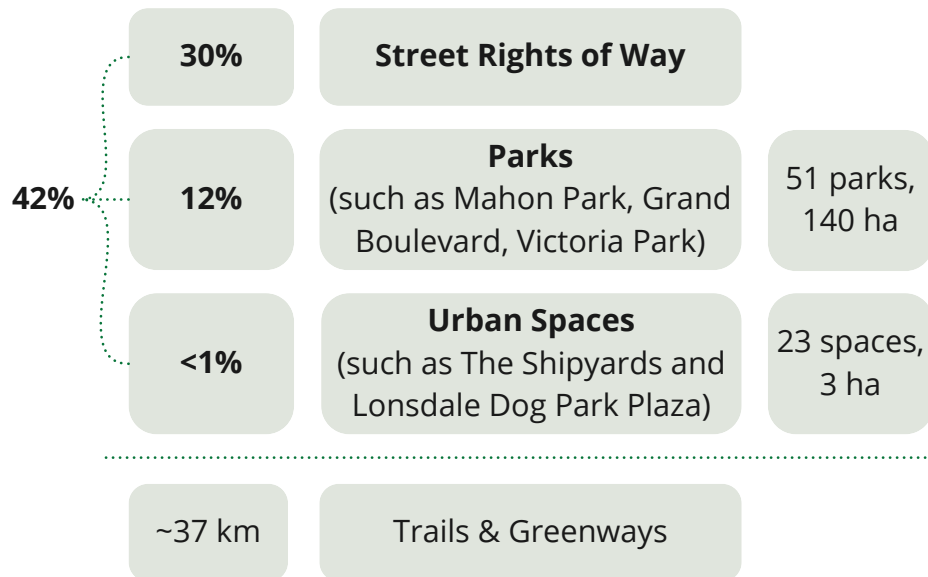 30%
Street Rights of Way
42%
12%
Parks
(such as Mahon Park, Grand
Boulevard, Victoria Park)
51 parks,
140 ha
<1%
Urban Spaces
(such as The Shipyards and
Lonsdale Dog Park Plaza)
23 spaces,
3 ha
~37 km
Trails & Greenways